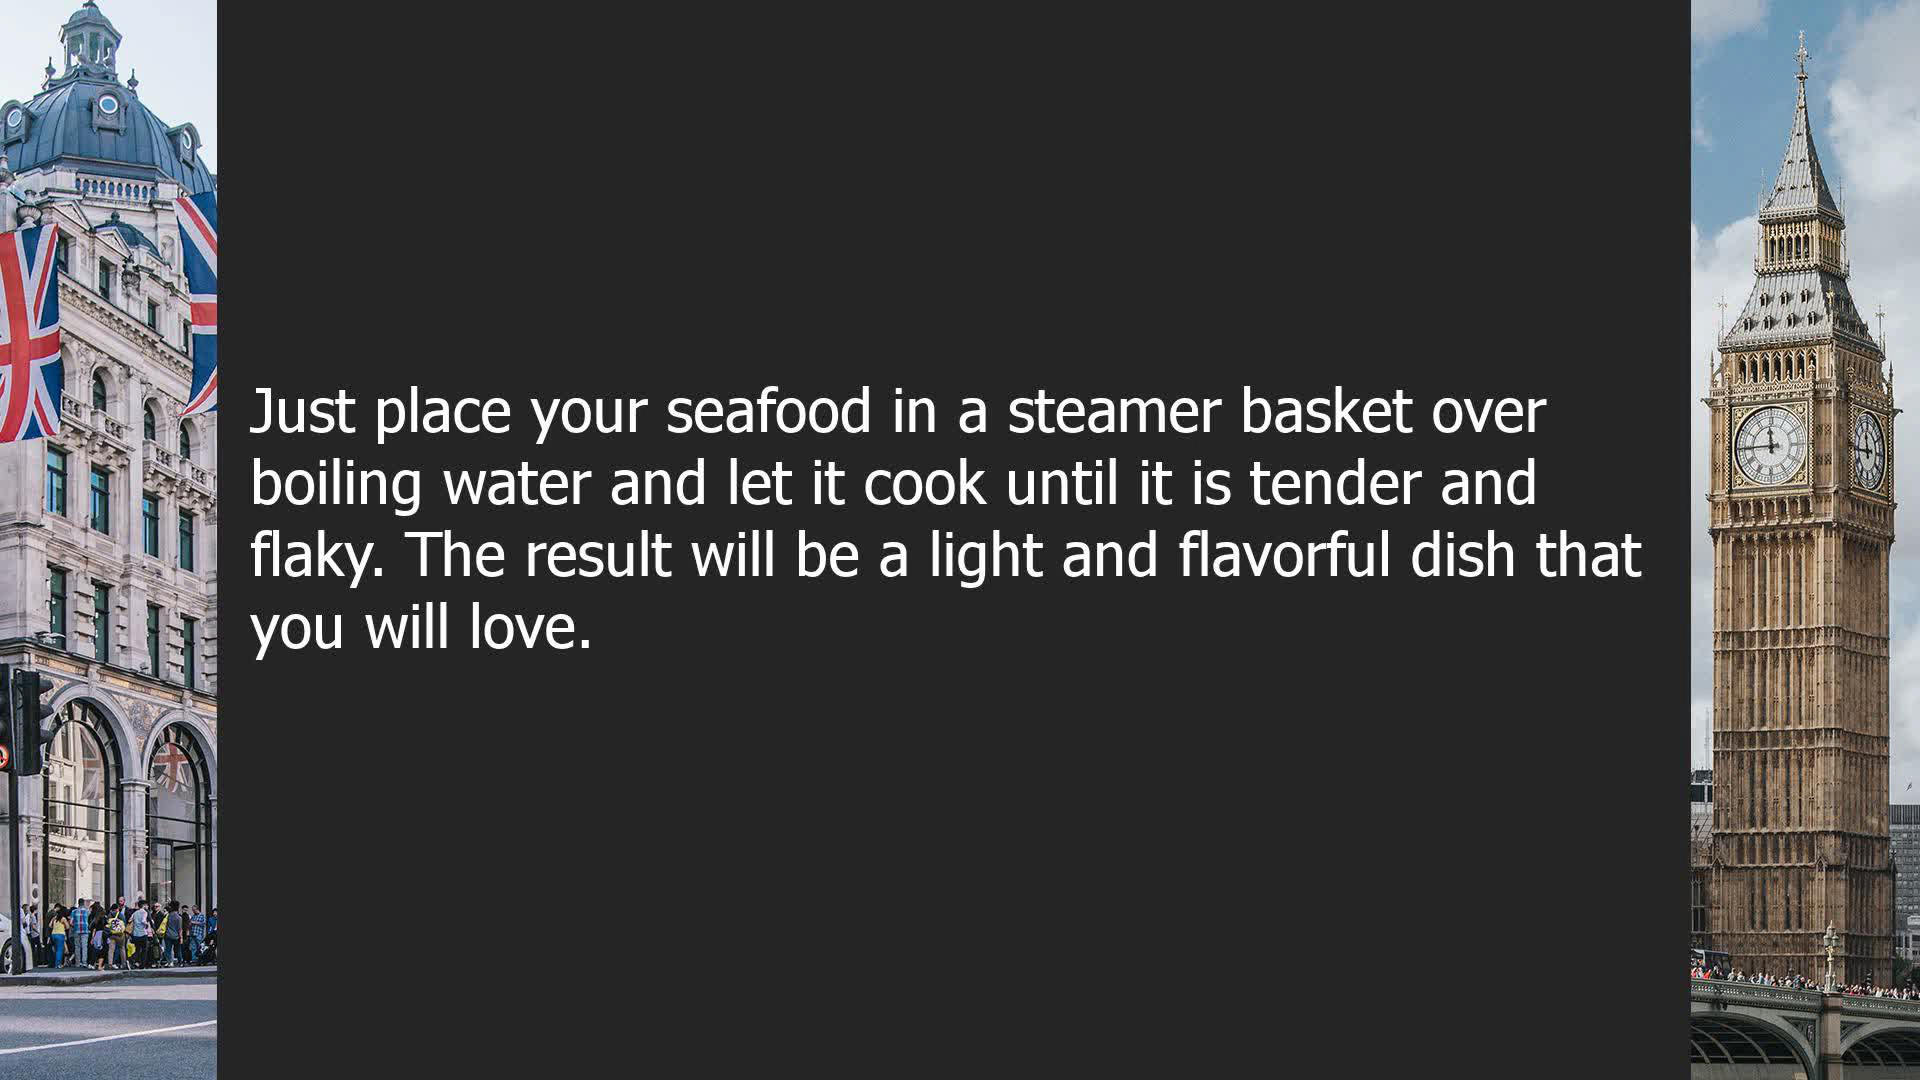 Just place your seafood in a steamer basket over
boiling water and let it cook until it is tender and
flaky. The result will be a light and flavorful dish that
you will love.